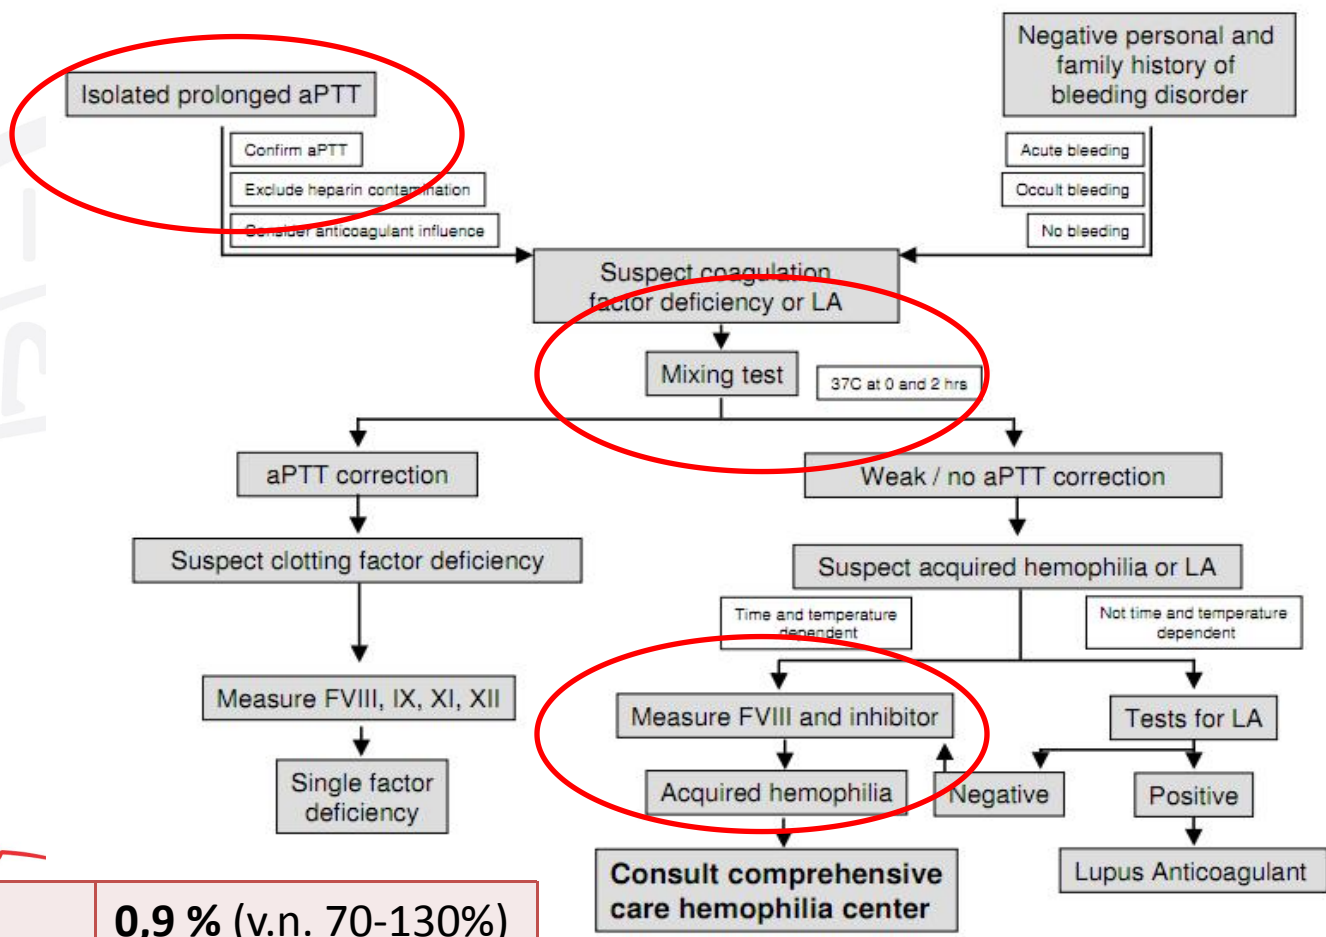 Isolated prolonged aPTT
Confirm aPTT
Exclude heparin contamination
Consider anticoagulant influence
Negative personal and
family history of
bleeding disorder
Acute bleeding
Occult bleeding
No bleeding
Suspect coagulation
factor deficiency or LA
Mixing test
37C at 0 and 2 hrs
aPTT correction
Weak / no aPTT correction
Suspect clotting factor deficiency
Suspect acquired hemophilia or LA
Time and temperature
dependent
Not time and temperature
dependent
Measure FVIII, IX, XI, XII
Measure FVIII and inhibitor
Tests for LA
Single factor
deficiency
Acquired hemophilia
Negative
Positive
Consult comprehensive
care hemophilia center
Lupus Anticoagulant
0,9 % (v.n. 70-130%)